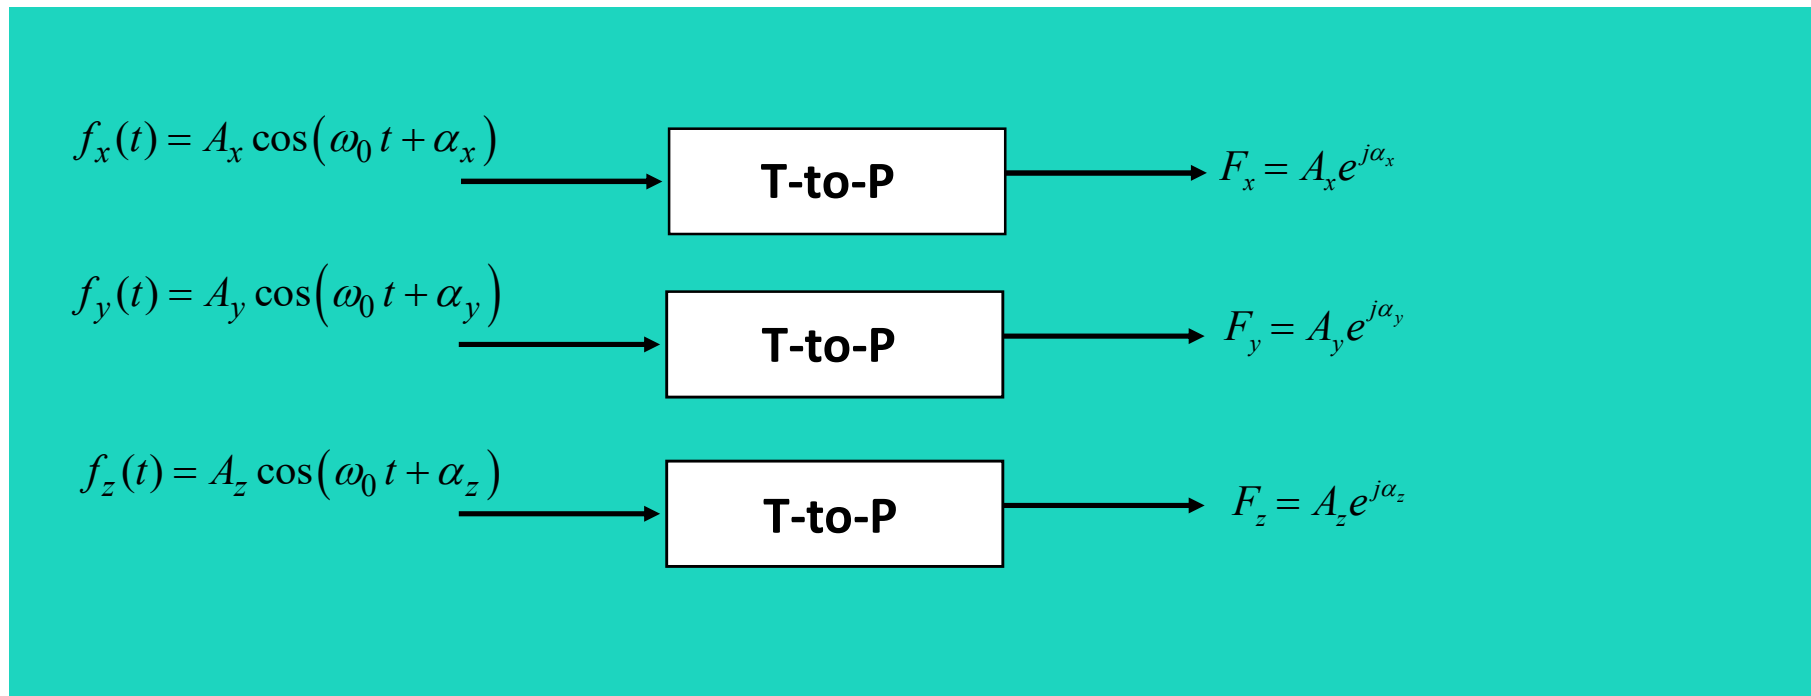 f_x(t) = A_x cos(ω_0 t + α_x)
T-to-P
F_x = A_x e^{jα_x}
f_y(t) = A_y cos(ω_0 t + α_y)
T-to-P
F_y = A_y e^{jα_y}
f_z(t) = A_z cos(ω_0 t + α_z)
T-to-P
F_z = A_z e^{jα_z}